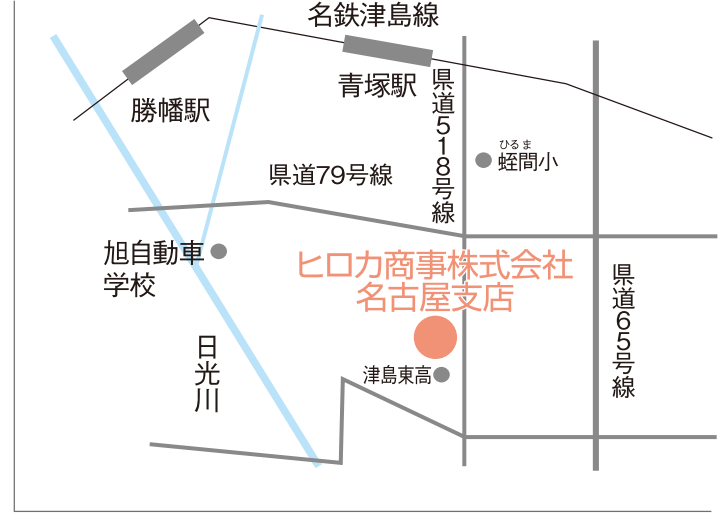 名鉄津島線
青塚駅
勝幡駅
県道518号線
ひるま
蛭間小
県道79号線
旭自動車
学校
ヒロカ商事株式会社
名古屋支店
県道65号線
日光川
津島東高